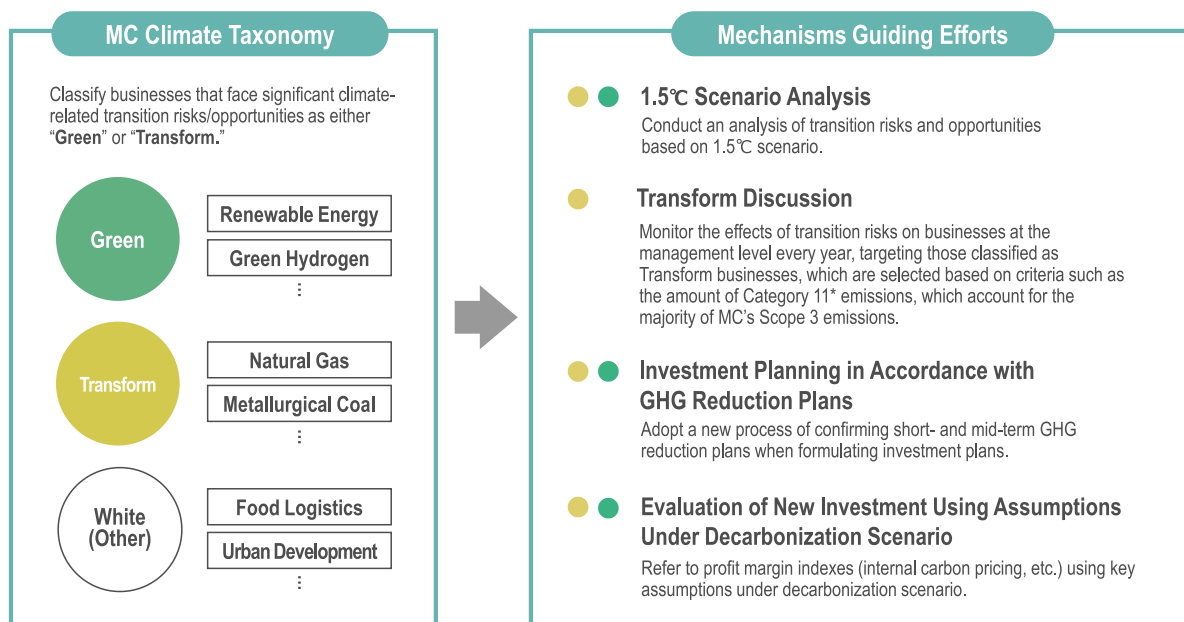 MC Climate Taxonomy
Classify businesses that face significant climate-
related transition risks/opportunities as either
“Green” or “Transform.”
Green
Renewable Energy
Green Hydrogen
⋮
Transform
Natural Gas
Metallurgical Coal
⋮
White
(Other)
Food Logistics
Urban Development
⋮
Mechanisms Guiding Efforts
1.5℃ Scenario Analysis
Conduct an analysis of transition risks and opportunities
based on 1.5℃ scenario.
Transform Discussion
Monitor the effects of transition risks on businesses at the
management level every year, targeting those classified as
Transform businesses, which are selected based on criteria such as
the amount of Category 11* emissions, which account for the
majority of MC’s Scope 3 emissions.
Investment Planning in Accordance with
GHG Reduction Plans
Adopt a new process of confirming short- and mid-term GHG
reduction plans when formulating investment plans.
Evaluation of New Investment Using Assumptions
Under Decarbonization Scenario
Refer to profit margin indexes (internal carbon pricing, etc.) using key
assumptions under decarbonization scenario.